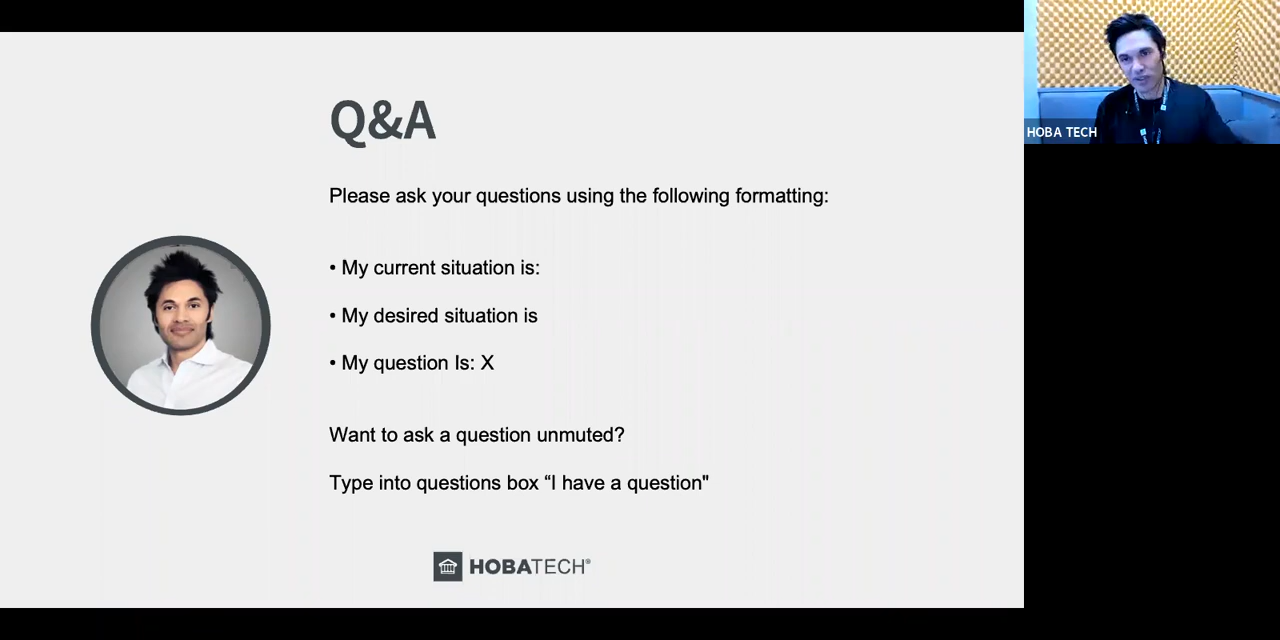 Q&A
Please ask your questions using the following formatting:
• My current situation is:
• My desired situation is
• My question Is: X
Want to ask a question unmuted?
Type into questions box “I have a question"
HOBATECH®
HOBA TECH